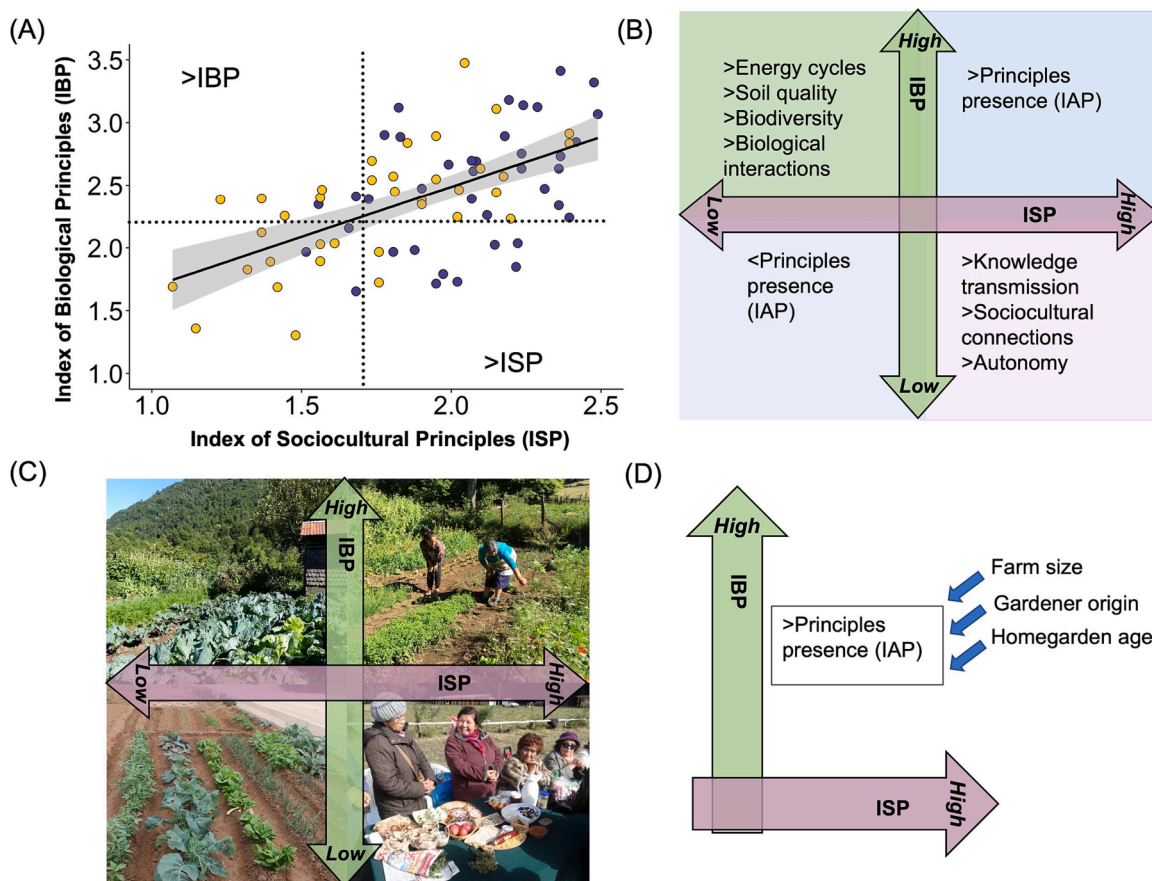 (A)
Index of Biological Principles (IBP)
3.5
3.0
2.5
2.0
1.5
1.0
>IBP
>ISP
1.0
1.5
2.0
2.5
Index of Sociocultural Principles (ISP)
(B)
High
IBP
>Energy cycles
>Soil quality
>Biodiversity
>Biological
interactions
>Principles
presence (IAP)
Low
ISP
High
<Principles
presence
(IAP)
>Knowledge
transmission
>Sociocultural
connections
>Autonomy
Low
(C)
High
IBP
Low
ISP
High
Low
(D)
High
IBP
Farm size
Gardener origin
Homegarden age
>Principles
presence (IAP)
ISP
High